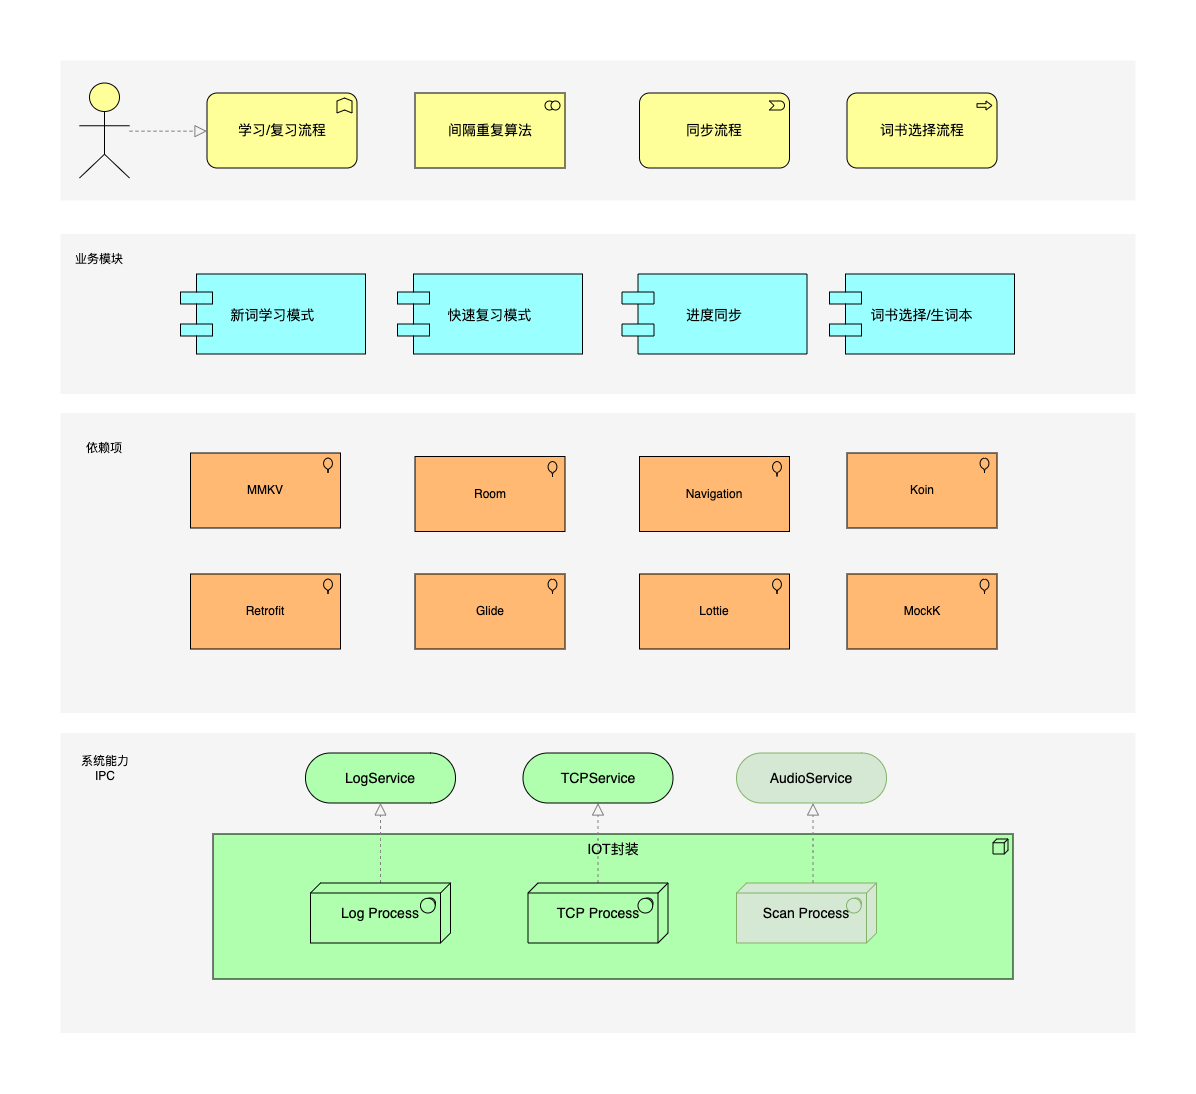 学习/复习流程
间隔重复算法
同步流程
词书选择流程
业务模块
新词学习模式
快速复习模式
进度同步
词书选择/生词本
依赖项
MMKV
Room
Navigation
Koin
Retrofit
Glide
Lottie
MockK
系统能力
IPC
LogService
TCPService
AudioService
IOT封装
Log Process
TCP Process
Scan Process